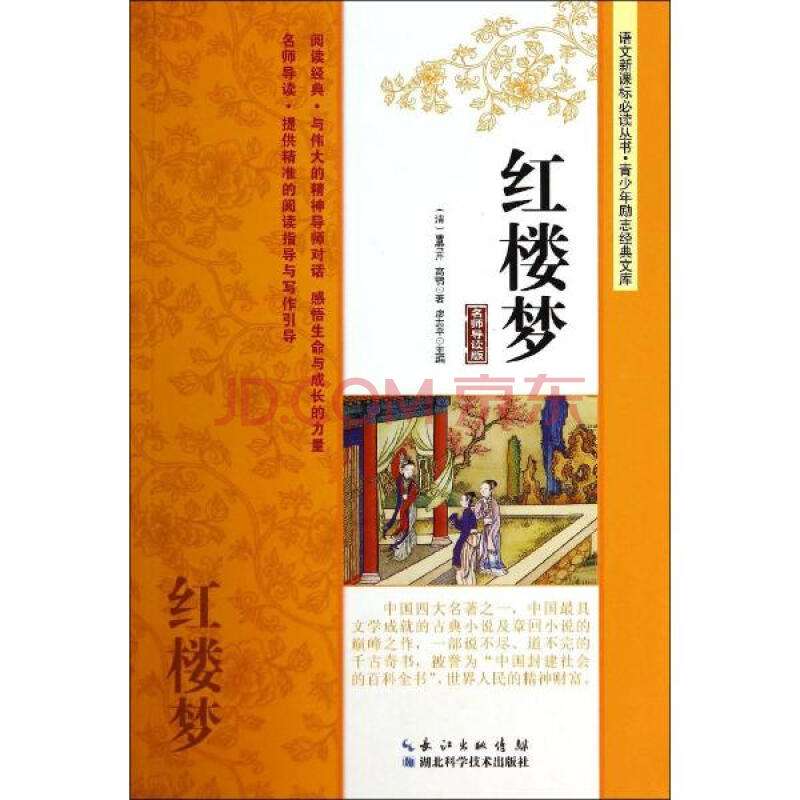 语文新课标必读丛书·青少年励志经典文库
红楼梦
名师导读版
(清)曹雪芹 高鹗◎著 廖志平◎主编
阅读经典·与伟大的精神导师对话 感悟生命与成长的力量
名师导读·提供精准的阅读指导与写作引导
JD.COM 京东
中国四大名著之一，中国最具
文学成就的古典小说及章回小说的
巅峰之作，一部说不尽、道不完的
千古奇书，被誉为“中国封建社会
的百科全书”，世界人民的精神财富。
红楼梦
长江出版传媒
湖北科学技术出版社